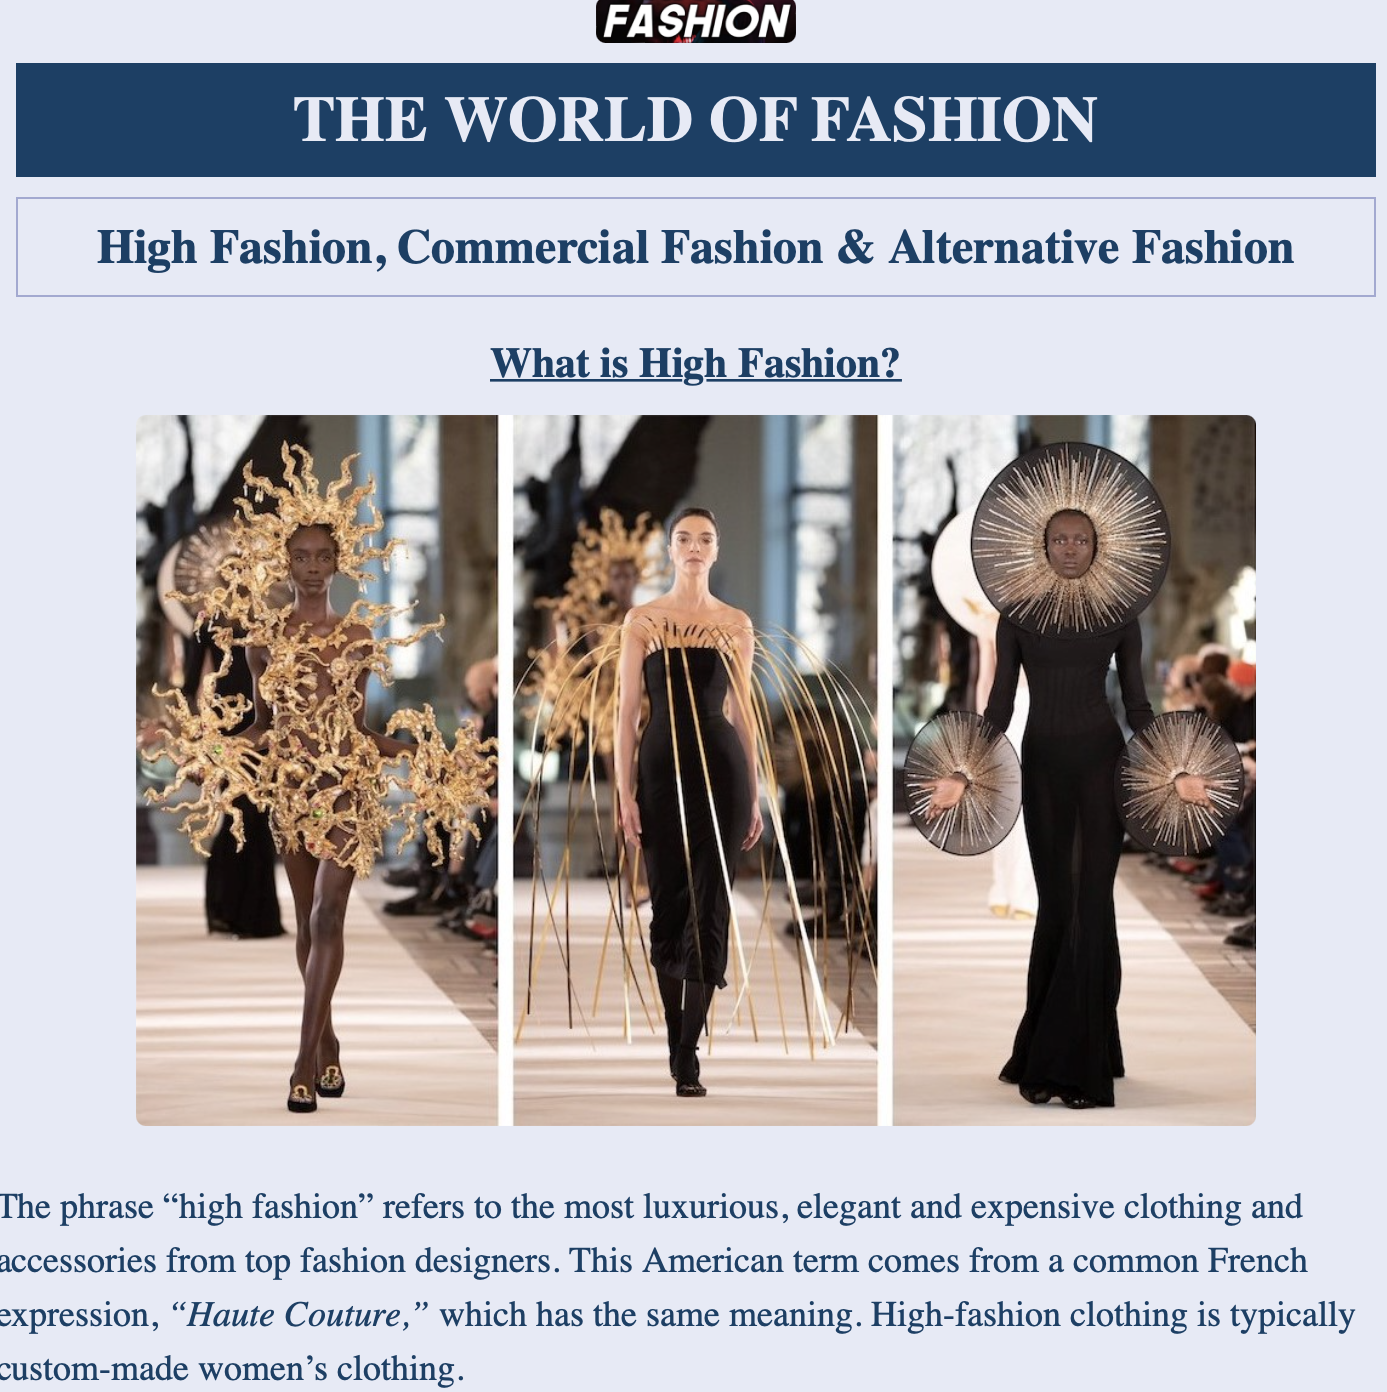 FASHION
THE WORLD OF FASHION
High Fashion, Commercial Fashion & Alternative Fashion
What is High Fashion?
The phrase “high fashion” refers to the most luxurious, elegant and expensive clothing and
accessories from top fashion designers. This American term comes from a common French
expression, “Haute Couture,” which has the same meaning. High-fashion clothing is typically
custom-made women’s clothing.